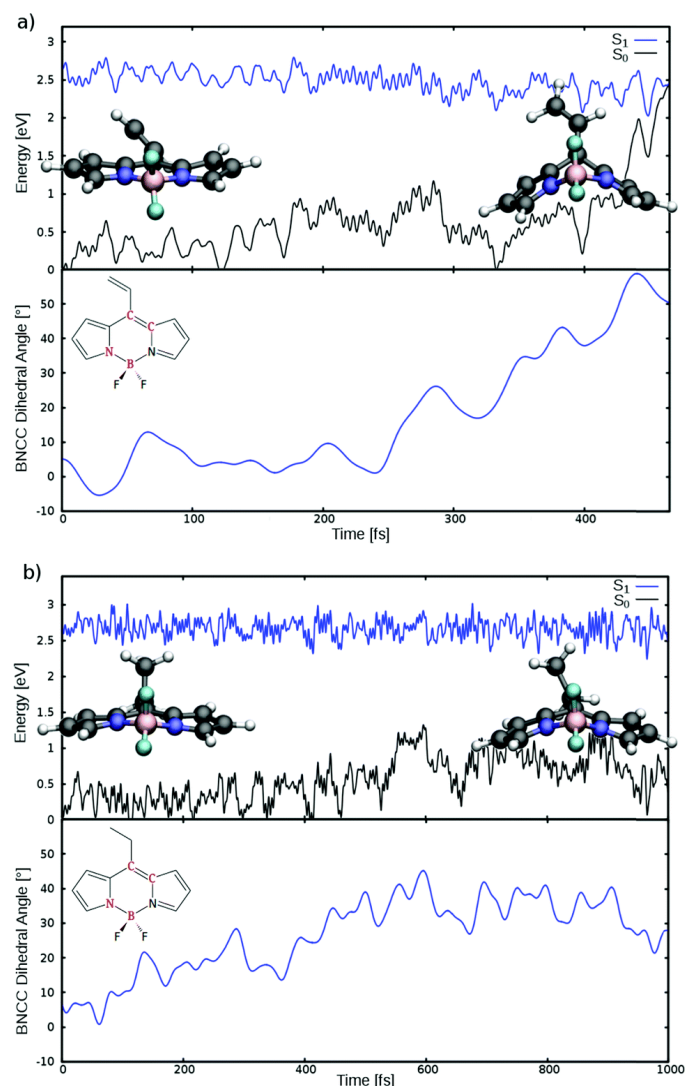 a)
3
2.5
2
1.5
1
0.5
0
Energy [eV]
S1
S0
50
40
30
20
10
0
-10
BNCC Dihedral Angle [°]
C
C
N
N
B
F
F
0
100
200
300
400
Time [fs]
b)
3
2.5
2
1.5
1
0.5
0
Energy [eV]
S1
S0
50
40
30
20
10
0
-10
BNCC Dihedral Angle [°]
C
C
N
N
B
F
F
0
200
400
600
800
1000
Time [fs]